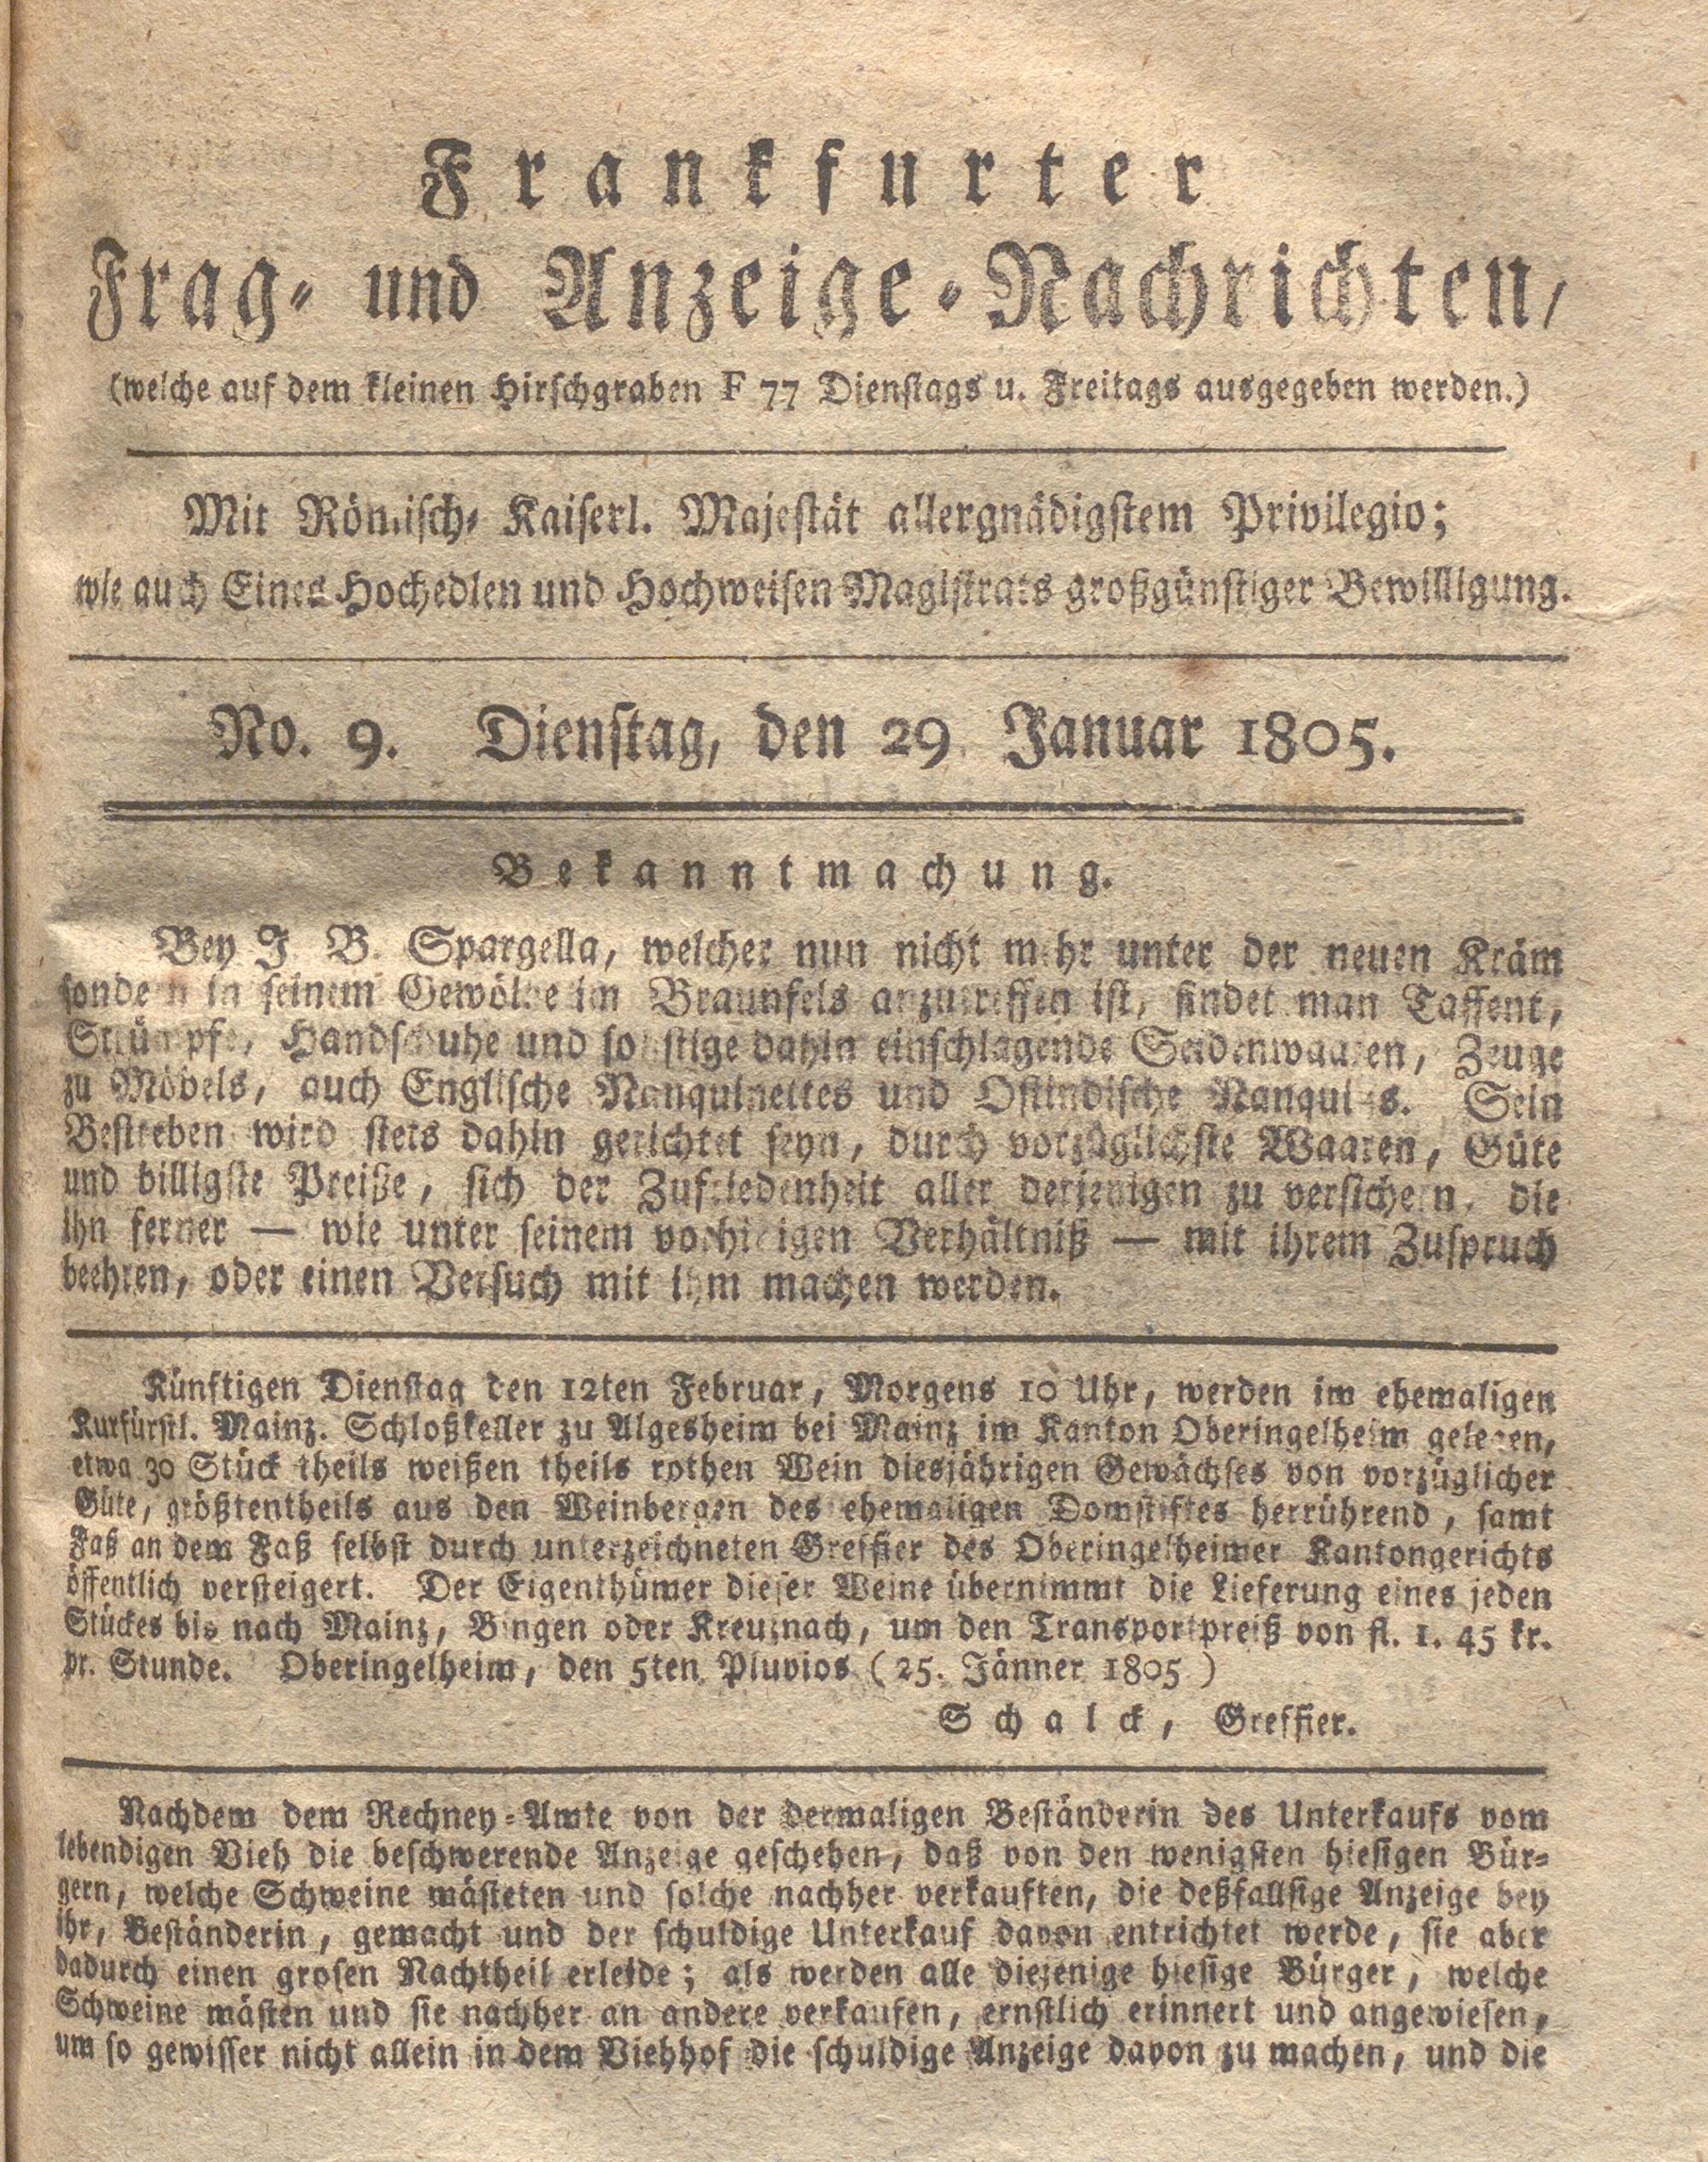 Frankfurter
Frag- und Anzeige-Nachrichten,
(welche auf dem kleinen Hirschgraben F 77 Dienstags u. Freitags ausgegeben werden.)
Mit Römisch- Kaiserl. Majestät allergnädigstem Privilegio;
wie auch Eines Hochedlen und Hochweisen Magistrats großgünstiger Bewilligung.
No. 9. Dienstag, den 29 Januar 1805.
Bekanntmachung.
Bey J. B. Spargella, welcher nun nicht mehr unter der neuen Kräm
sondern in seinem Gewölbe im Braunfels anzutreffen ist, findet man Taffent,
Strümpfe, Handschuhe und sonstige dahin einschlagende Seidenwaaren, Zeuge
zu Möbels, auch Englische Nanquinettes und Ostindische Nanquins. Sein
Bestreben wird stets dahin gerichtet seyn, durch vorzüglichste Waaren, Güte
und billigste Preiße, sich der Zufriedenheit aller derjenigen zu versichern, die
ihn ferner — wie unter seinem vorherigen Verhältniß — mit ihrem Zuspruch
beehren, oder einen Versuch mit ihm machen werden.
Künftigen Dienstag den 12ten Februar, Morgens 10 Uhr, werden im ehemaligen
Kurfürstl. Mainz. Schloßkeller zu Algesheim bei Mainz im Kanton Oberingelheim gelegen,
etwa 30 Stück theils weißen theils rothen Wein diesjährigen Gewächses von vorzüglicher
Güte, größtentheils aus den Weinbergen des ehemaligen Domstiftes herrührend, samt
Faß an dem Faß selbst durch unterzeichneten Greffier des Oberingelheimer Kantongerichts
öffentlich versteigert. Der Eigenthümer dieser Weine übernimmt die Lieferung eines jeden
Stückes bis nach Mainz, Bingen oder Kreuznach, um den Transportpreiß von fl. 1. 45 kr.
pr. Stunde. Oberingelheim, den 5ten Pluvios (25. Jänner 1805)
Schalck, Greffier.
Nachdem dem Rechney-Amte von der dermaligen Beständerin des Unterkaufs vom
lebendigen Vieh die beschwerende Anzeige geschehen, daß von den wenigsten hiesigen Bür-
gern, welche Schweine mästeten und solche nachher verkauften, die deßfallsige Anzeige bey
ihr, Beständerin, gemacht und der schuldige Unterkauf davon entrichtet werde, sie aber
dadurch einen grosen Nachtheil erleide; als werden alle diejenige hiesige Bürger, welche
Schweine mästen und sie nachher an andere verkaufen, ernstlich erinnert und angewiesen,
um so gewisser nicht allein in dem Viehhof die schuldige Anzeige davon zu machen, und die